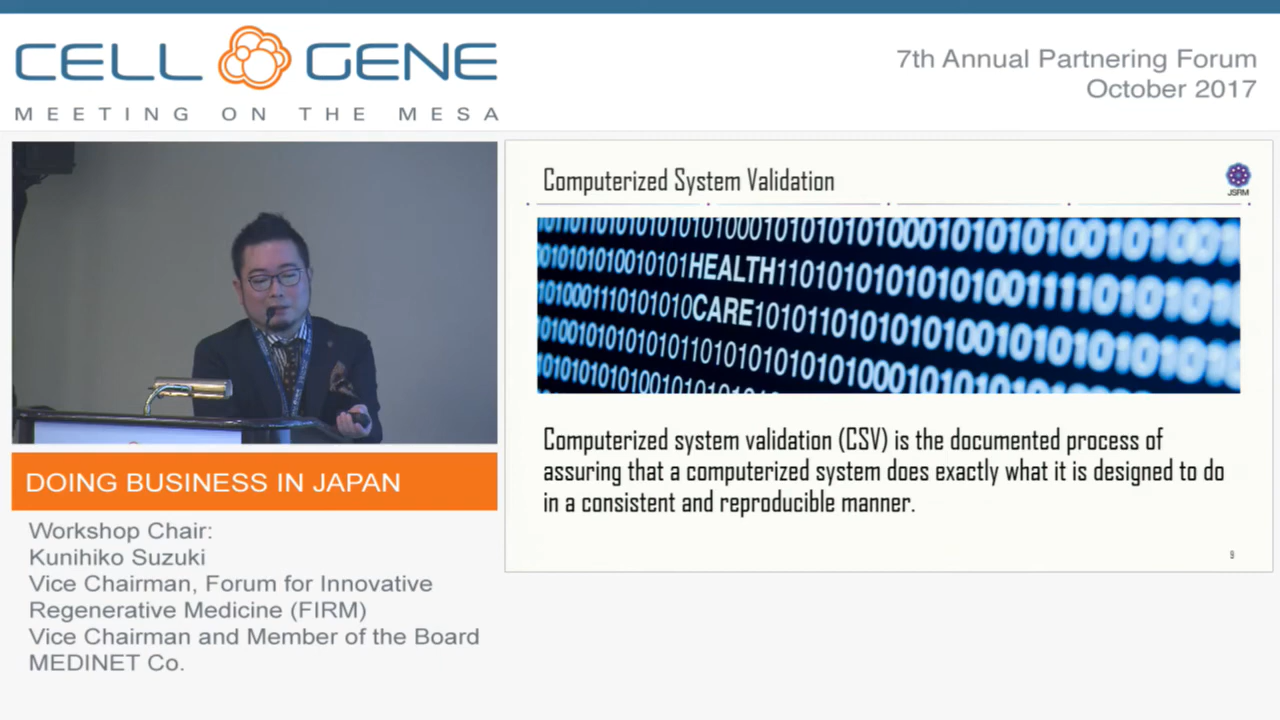 CELL GENE
MEETING ON THE MESA
7th Annual Partnering Forum
October 2017
DOING BUSINESS IN JAPAN
Workshop Chair:
Kunihiko Suzuki
Vice Chairman, Forum for Innovative
Regenerative Medicine (FIRM)
Vice Chairman and Member of the Board
MEDINET Co.
Computerized System Validation
JSRM
HEALTH
CARE
Computerized system validation (CSV) is the documented process of
assuring that a computerized system does exactly what it is designed to do
in a consistent and reproducible manner.
9